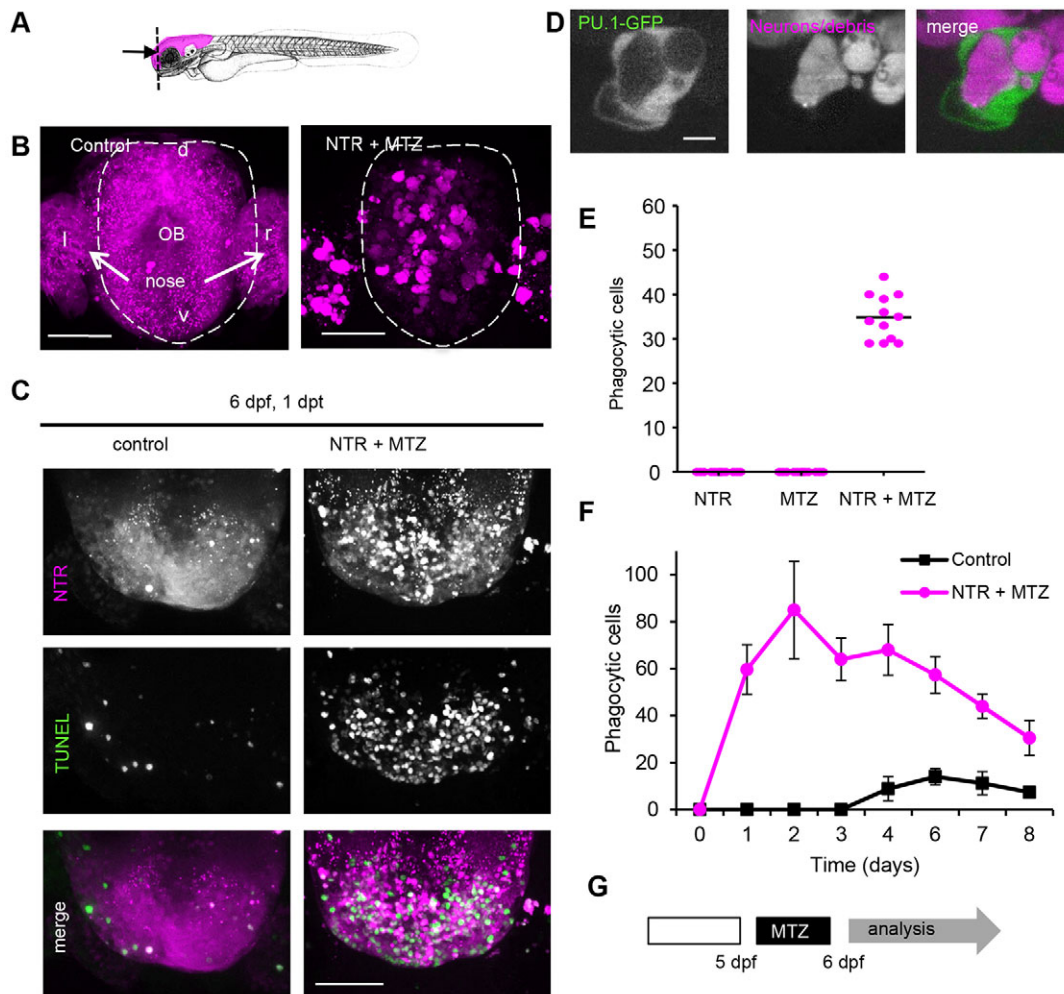 A
B
Control
d
OB
l
r
nose
v
NTR + MTZ
C
6 dpf, 1 dpt
control
NTR + MTZ
NTR
TUNEL
merge
D
PU.1-GFP
Neurons/debris
merge
E
Phagocytic cells
60
50
40
30
20
10
0
NTR
MTZ
NTR + MTZ
F
Phagocytic cells
100
80
60
40
20
0
Control
NTR + MTZ
0 1 2 3 4 6 7 8
Time (days)
G
MTZ
analysis
5 dpf
6 dpf